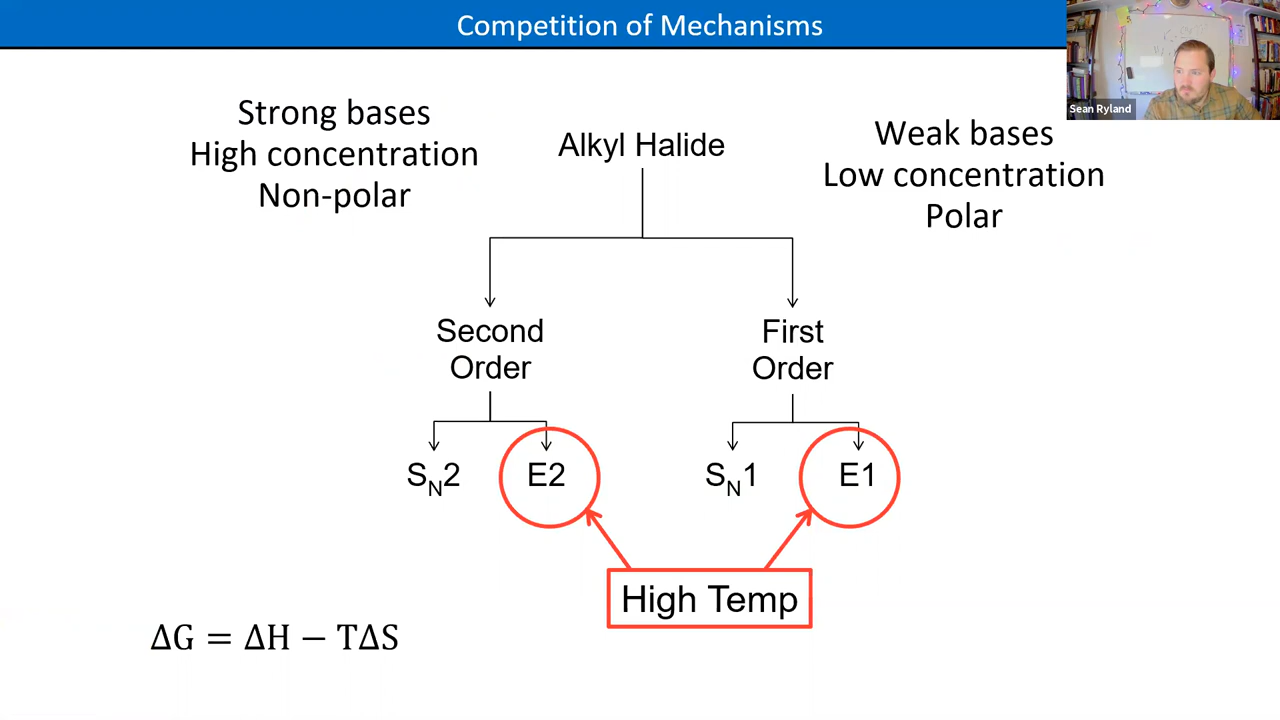 Competition of Mechanisms
Sean Ryland
Strong bases
High concentration
Non-polar
Alkyl Halide
Weak bases
Low concentration
Polar
Second
Order
First
Order
S_N2
E2
S_N1
E1
High Temp
ΔG = ΔH − TΔS